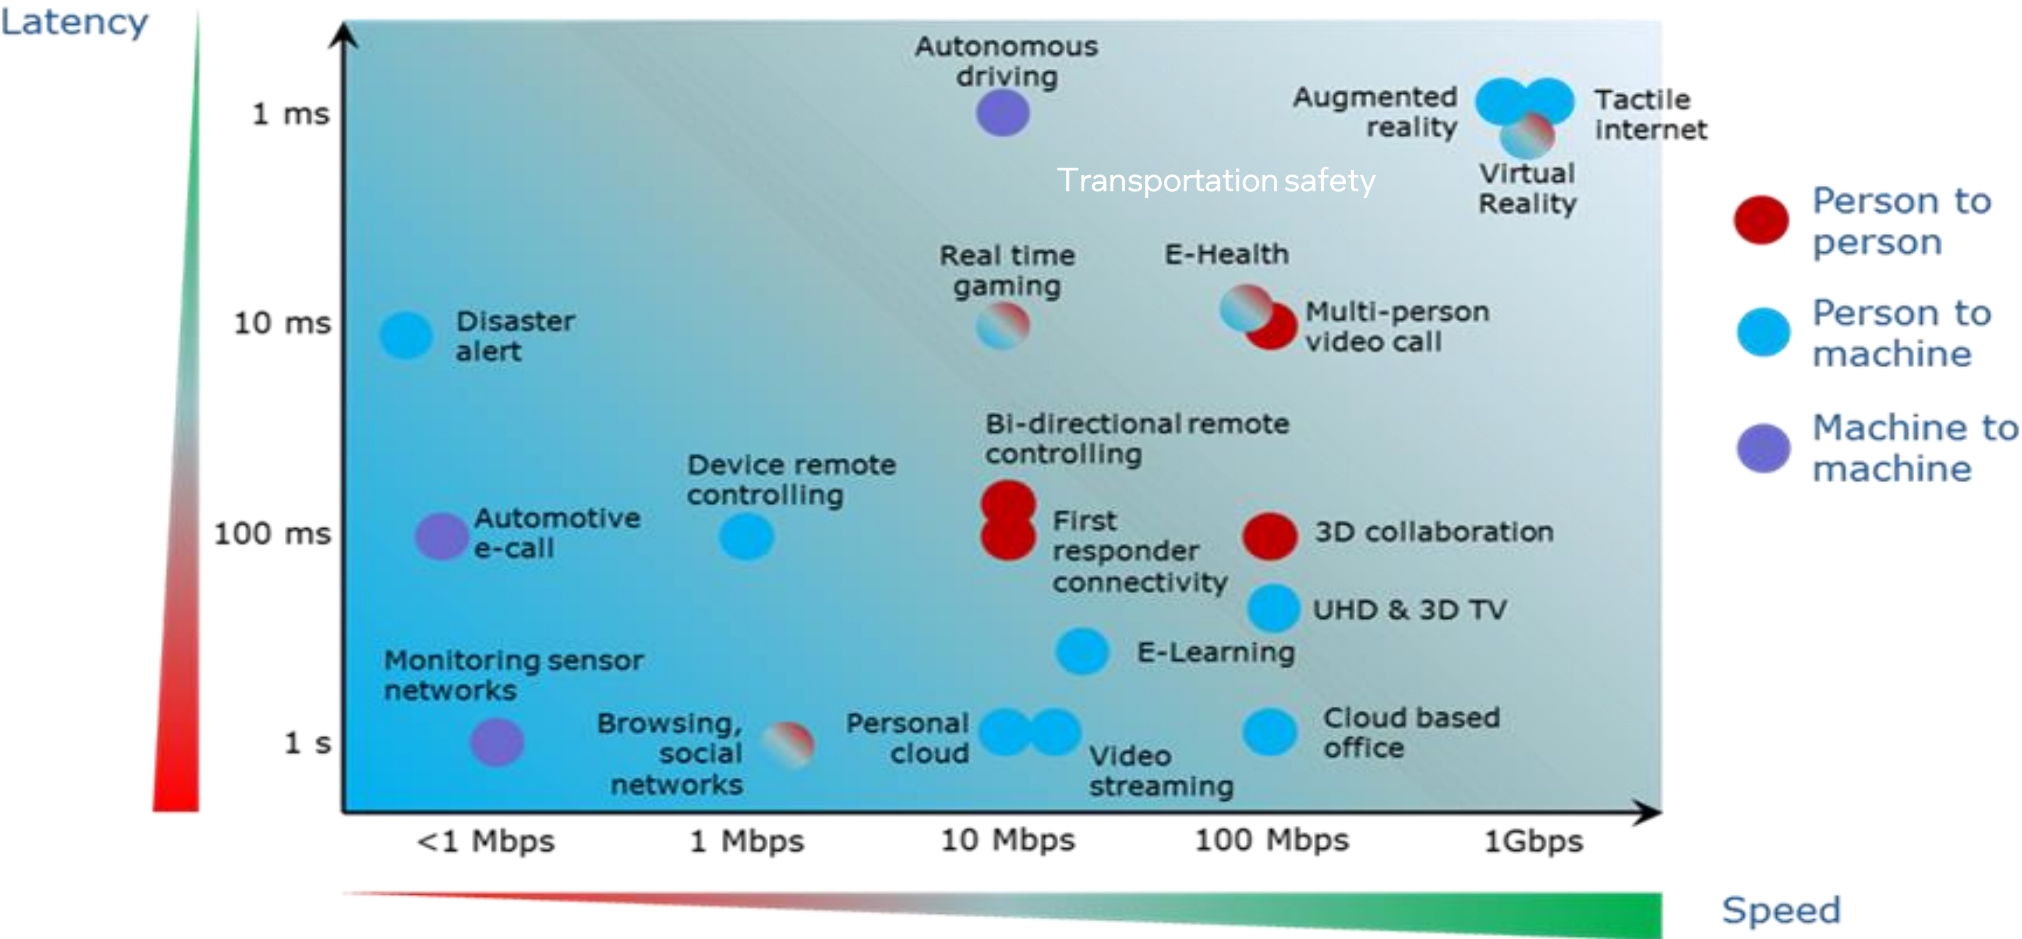 Latency
Autonomous
driving
1 ms
Augmented
reality
Tactile
internet
Transportation safety
Virtual
Reality
Person to
person
Real time
gaming
E-Health
10 ms
Disaster
alert
Multi-person
video call
Person to
machine
Bi-directional remote
controlling
Device remote
controlling
Machine to
machine
100 ms
Automotive
e-call
First
responder
connectivity
3D collaboration
UHD & 3D TV
E-Learning
Monitoring sensor
networks
1 s
Browsing,
social
networks
Personal
cloud
Video
streaming
Cloud based
office
<1 Mbps
1 Mbps
10 Mbps
100 Mbps
1Gbps
Speed